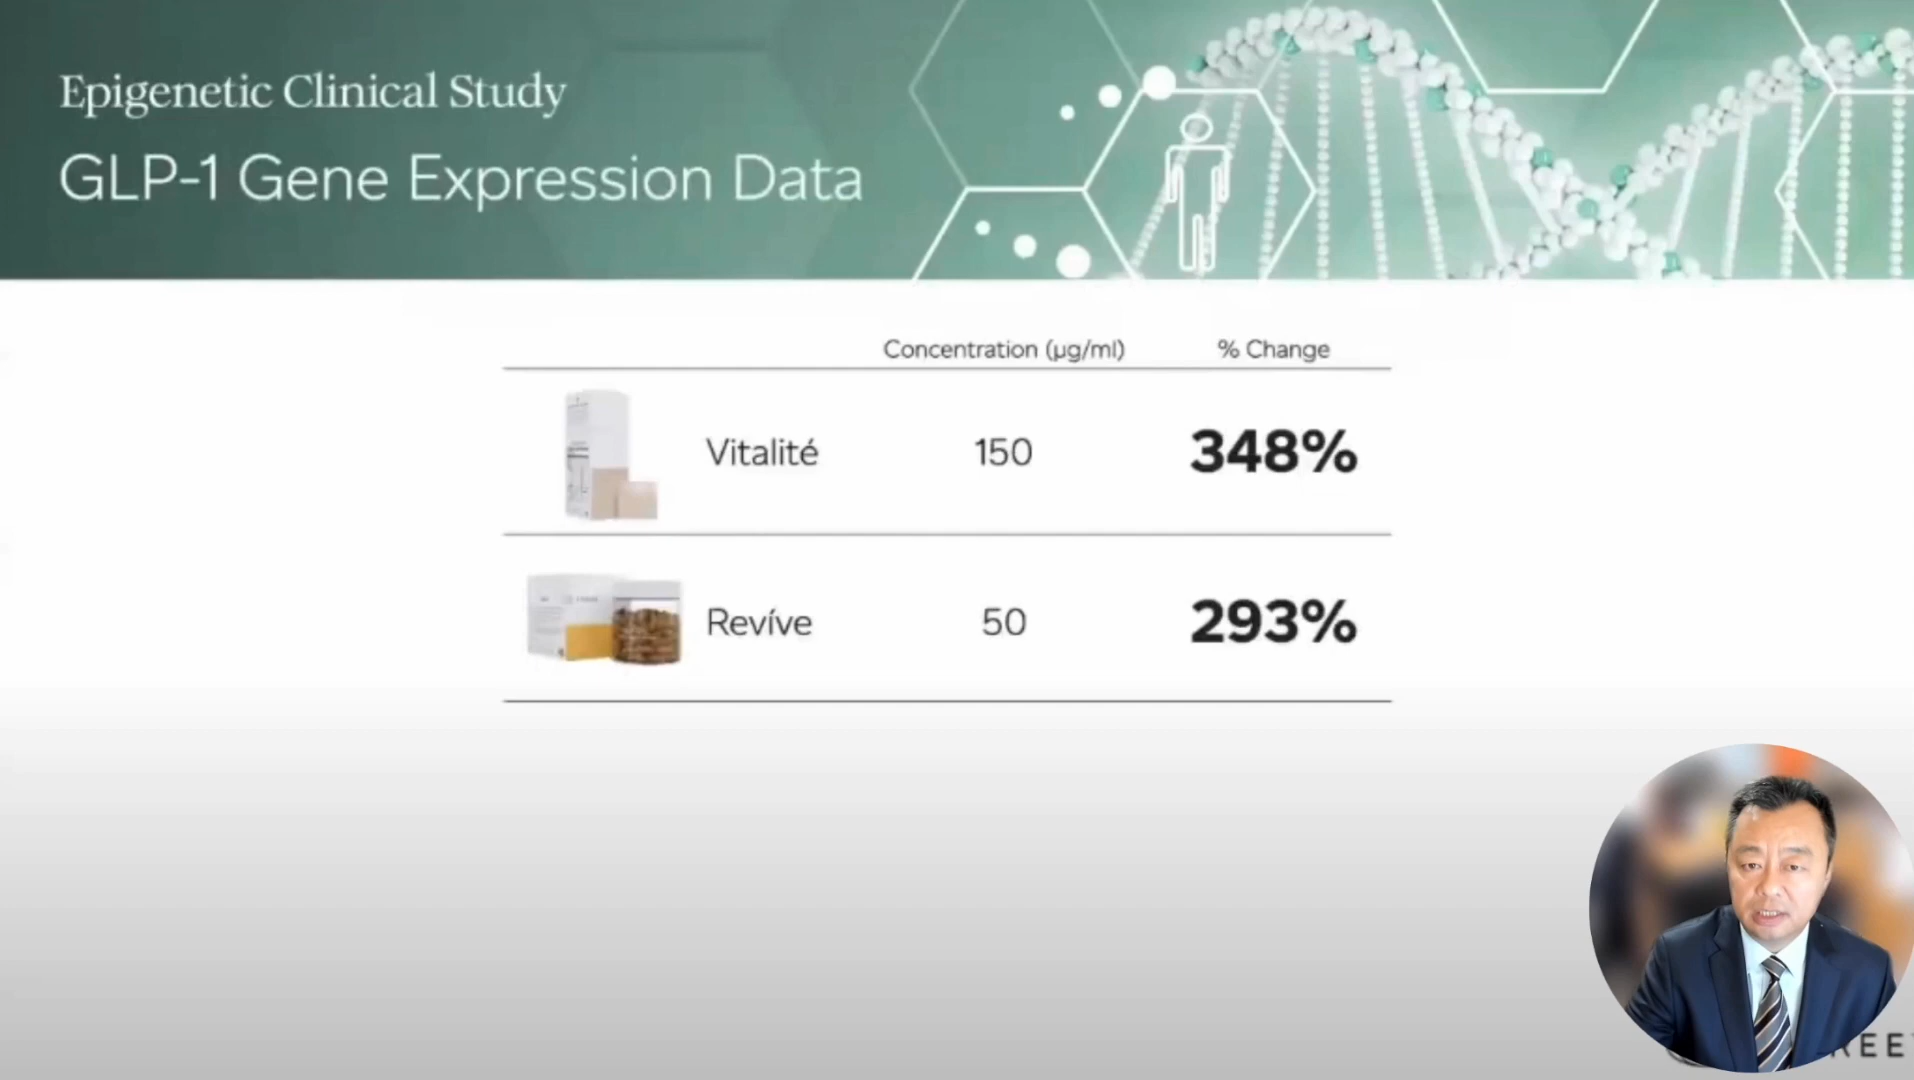 Epigenetic Clinical Study
GLP-1 Gene Expression Data
Concentration (µg/ml) % Change
Vitalité 150 348%
Revíve 50 293%